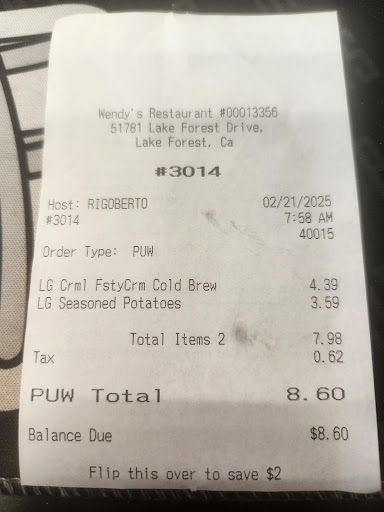 Wendy's Restaurant #00013356
51781 Lake Forest Drive,
Lake Forest, Ca
#3014
Host: RIGOBERTO 02/21/2025
#3014 7:58 AM
40015
Order Type: PUW
LG Crml FstyCrm Cold Brew 4.39
LG Seasoned Potatoes 3.59
Total Items 2 7.98
Tax 0.62
PUW Total 8.60
Balance Due $8.60
Flip this over to save $2